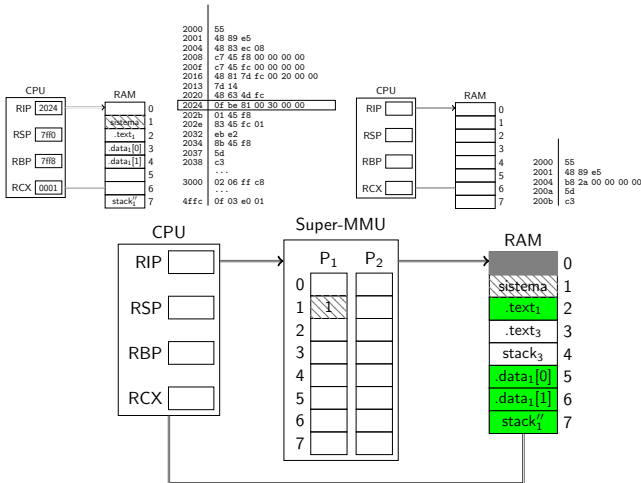 2000 55
2001 48 89 e5
2004 48 83 ec 08
2008 c7 45 f8 00 00 00 00
200f c7 45 fc 00 00 00 00
2016 48 81 7d fc 00 20 00 00
2013 7d 14
2020 48 63 4d fc
2024 0f be 81 00 30 00 00
202b 01 45 f8
202e 83 45 fc 01
2032 eb e2
2034 8b 45 f8
2037 5d
2038 c3
...
3000 02 06 ff c8
...
4ffc 0f 03 e0 01
CPU
RIP 2024
RSP 7ff0
RBP 7ff8
RCX 0001
RAM
0
sistema 1
.text₁ 2
.data₁[0] 3
.data₁[1] 4
5
6
stack₁″ 7
CPU
RIP
RSP
RBP
RCX
RAM
0
1
2
3
4
5
6
7
2000 55
2001 48 89 e5
2004 b8 2a 00 00 00 00
200a 5d
200b c3
CPU
RIP
RSP
RBP
RCX
Super-MMU
P₁ P₂
0
1 1
2
3
4
5
6
7
RAM
0
sistema 1
.text₁ 2
.text₃ 3
stack₃ 4
.data₁[0] 5
.data₁[1] 6
stack₁″ 7